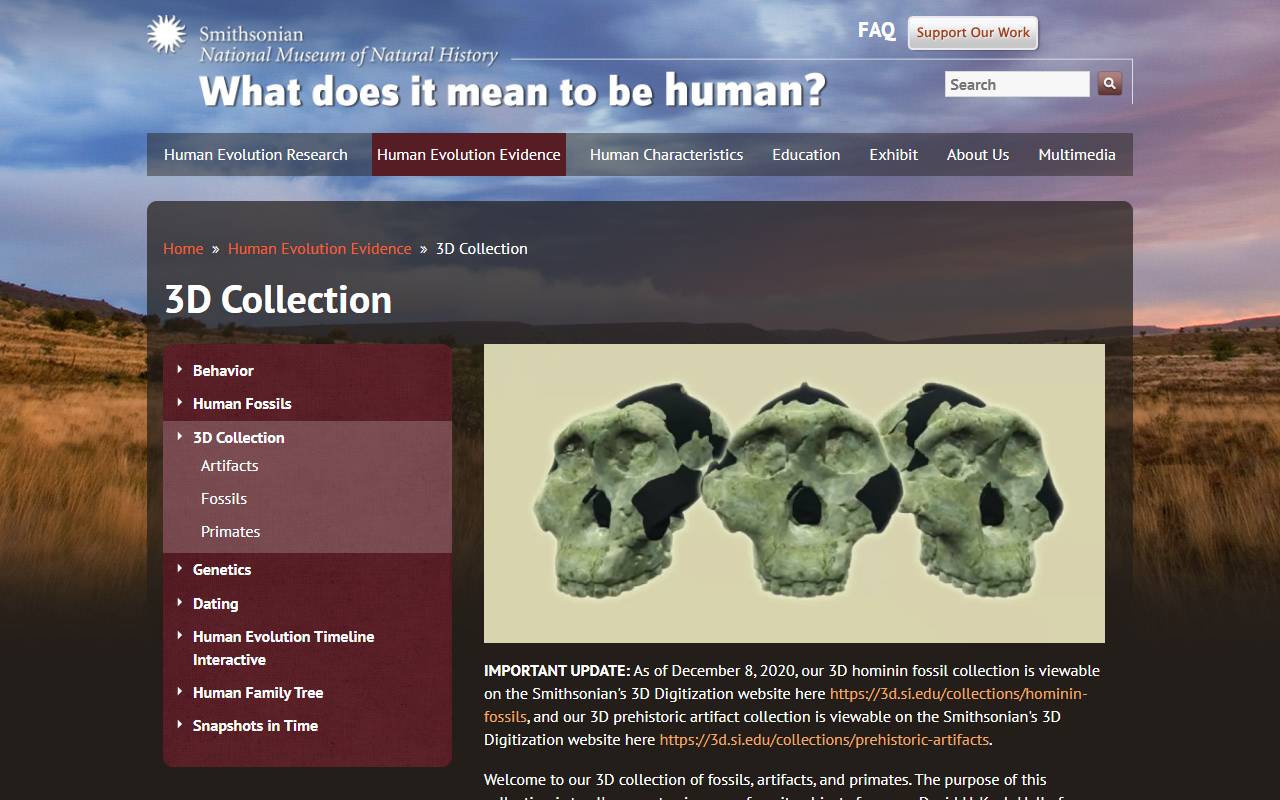 Smithsonian
National Museum of Natural History
What does it mean to be human?
FAQ
Support Our Work
Search
Human Evolution Research
Human Evolution Evidence
Human Characteristics
Education
Exhibit
About Us
Multimedia
Home » Human Evolution Evidence » 3D Collection
3D Collection
Behavior
Human Fossils
3D Collection
Artifacts
Fossils
Primates
Genetics
Dating
Human Evolution Timeline
Interactive
Human Family Tree
Snapshots in Time
IMPORTANT UPDATE: As of December 8, 2020, our 3D hominin fossil collection is viewable
on the Smithsonian's 3D Digitization website here https://3d.si.edu/collections/hominin-
fossils, and our 3D prehistoric artifact collection is viewable on the Smithsonian's 3D
Digitization website here https://3d.si.edu/collections/prehistoric-artifacts.
Welcome to our 3D collection of fossils, artifacts, and primates. The purpose of this